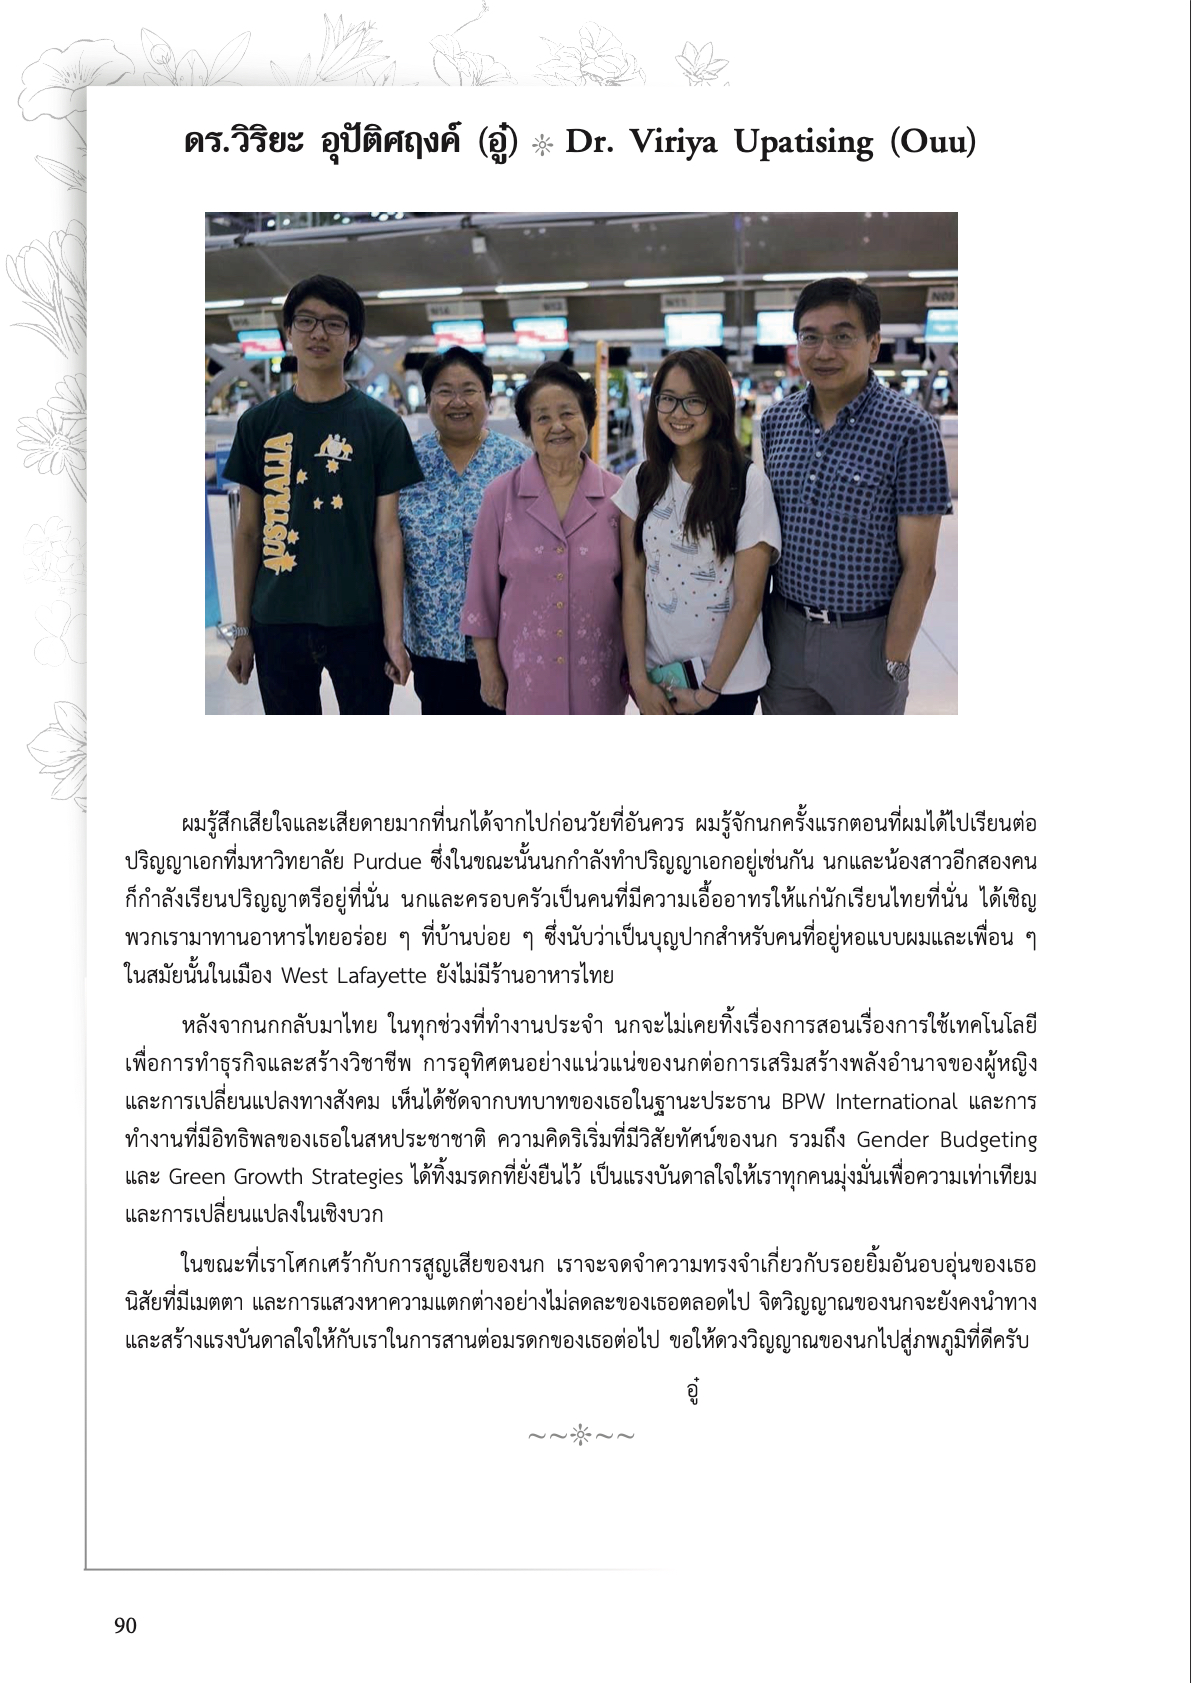 ดร.วิริยะ อุปัติศฤงค์ (อู๋) ❊ Dr. Viriya Upatising (Ouu)
N14
N12
N11
N09
AUSTRALIA
ผมรู้สึกเสียใจและเสียดายมากที่นกได้จากไปก่อนวัยที่อันควร ผมรู้จักนกครั้งแรกตอนที่ผมได้ไปเรียนต่อ
ปริญญาเอกที่มหาวิทยาลัย Purdue ซึ่งในขณะนั้นนกกำลังทำปริญญาเอกอยู่เช่นกัน นกและน้องสาวอีกสองคน
ก็กำลังเรียนปริญญาตรีอยู่ที่นั่น นกและครอบครัวเป็นคนที่มีความเอื้ออาทรให้แก่นักเรียนไทยที่นั่น ได้เชิญ
พวกเรามาทานอาหารไทยอร่อย ๆ ที่บ้านบ่อย ๆ ซึ่งนับว่าเป็นบุญปากสำหรับคนที่อยู่หอแบบผมและเพื่อน ๆ
ในสมัยนั้นในเมือง West Lafayette ยังไม่มีร้านอาหารไทย
หลังจากนกกลับมาไทย ในทุกช่วงที่ทำงานประจำ นกจะไม่เคยทิ้งเรื่องการสอนเรื่องการใช้เทคโนโลยี
เพื่อการทำธุรกิจและสร้างวิชาชีพ การอุทิศตนอย่างแน่วแน่ของนกต่อการเสริมสร้างพลังอำนาจของผู้หญิง
และการเปลี่ยนแปลงทางสังคม เห็นได้ชัดจากบทบาทของเธอในฐานะประธาน BPW International และการ
ทำงานที่มีอิทธิพลของเธอในสหประชาชาติ ความคิดริเริ่มที่มีวิสัยทัศน์ของนก รวมถึง Gender Budgeting
และ Green Growth Strategies ได้ทิ้งมรดกที่ยั่งยืนไว้ เป็นแรงบันดาลใจให้เราทุกคนมุ่งมั่นเพื่อความเท่าเทียม
และการเปลี่ยนแปลงในเชิงบวก
ในขณะที่เราโศกเศร้ากับการสูญเสียของนก เราจะจดจำความทรงจำเกี่ยวกับรอยยิ้มอันอบอุ่นของเธอ
นิสัยที่มีเมตตา และการแสวงหาความแตกต่างอย่างไม่ลดละของเธอตลอดไป จิตวิญญาณของนกจะยังคงนำทาง
และสร้างแรงบันดาลใจให้กับเราในการสานต่อมรดกของเธอต่อไป ขอให้ดวงวิญญาณของนกไปสู่ภพภูมิที่ดีครับ
อู๋
~~❊~~
90